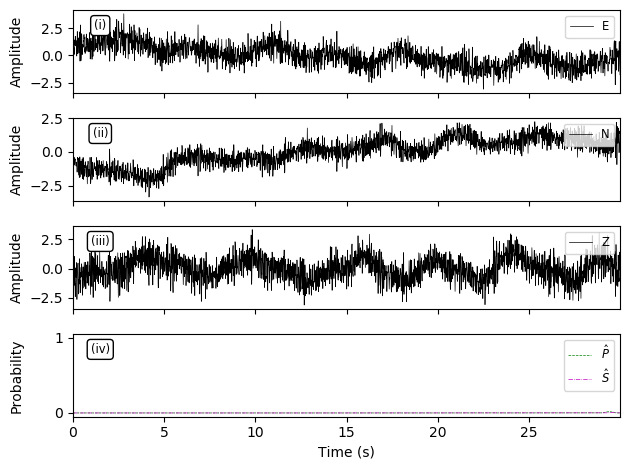 (i)
E
Amplitude
2.5
0.0
−2.5
(ii)
N
Amplitude
2.5
0.0
−2.5
(iii)
Z
Amplitude
2.5
0.0
−2.5
(iv)
P̂
Ŝ
Probability
1
0
0 5 10 15 20 25
Time (s)